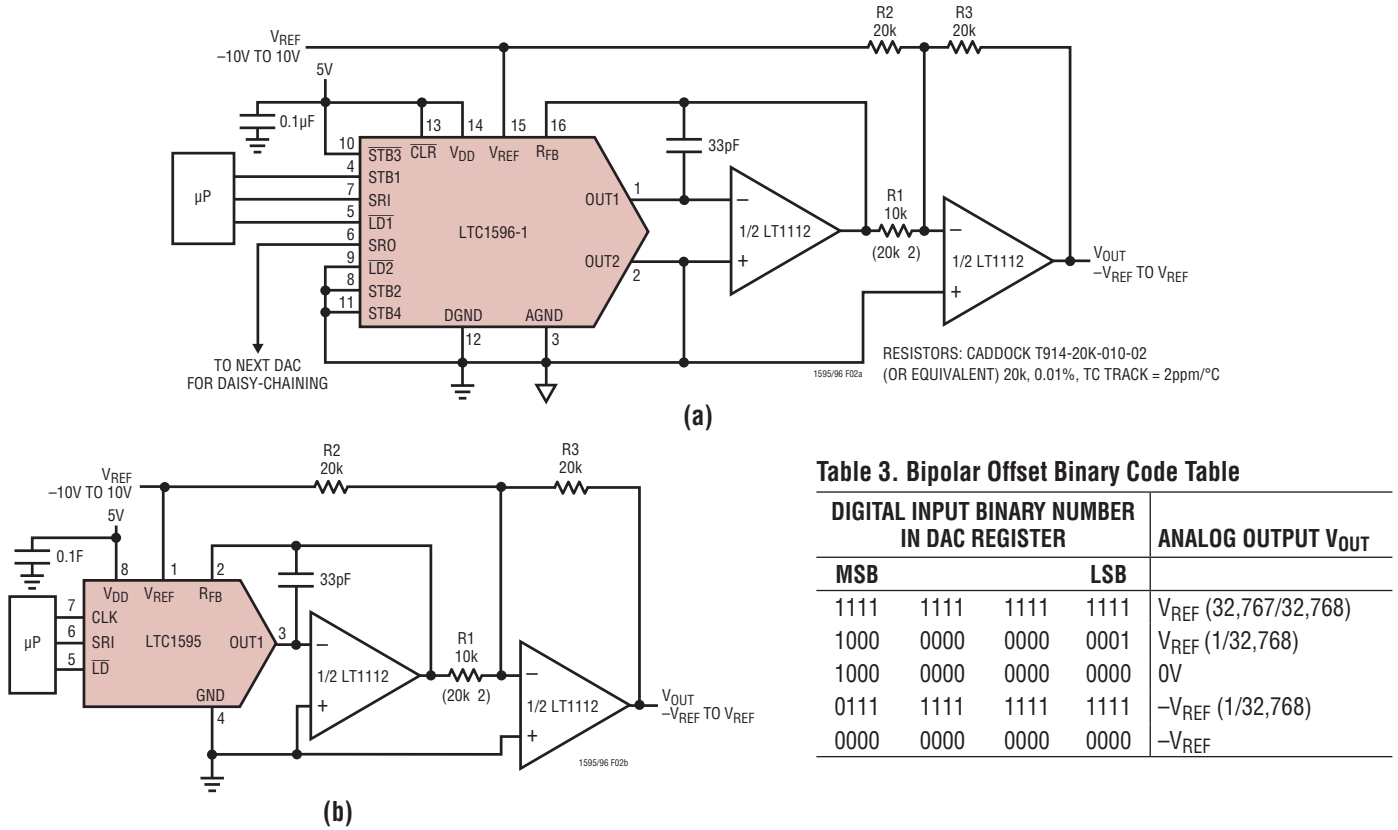 R2
20k
R3
20k
VREF
–10V TO 10V
5V
0.1µF
13
14
15
16
33pF
10
STB3
CLR
VDD
VREF
RFB
4
STB1
µP
7
SRI
OUT1
1
5
LD1
LTC1596-1
6
SRO
9
LD2
OUT2
2
8
STB2
11
STB4
DGND
AGND
12
3
–
+
1/2 LT1112
R1
10k
(20k 2)
–
+
1/2 LT1112
VOUT
–VREF TO VREF
TO NEXT DAC
FOR DAISY-CHAINING
1595/96 F02a
RESISTORS: CADDOCK T914-20K-010-02
(OR EQUIVALENT) 20k, 0.01%, TC TRACK = 2ppm/°C
(a)
R2
20k
R3
20k
VREF
–10V TO 10V
5V
0.1F
8
1
2
33pF
VDD
VREF
RFB
µP
7
CLK
6
SRI
LTC1595
OUT1
3
5
LD
GND
4
–
+
1/2 LT1112
R1
10k
(20k 2)
–
+
1/2 LT1112
VOUT
–VREF TO VREF
1595/96 F02b
(b)
Table 3. Bipolar Offset Binary Code Table
DIGITAL INPUT BINARY NUMBER
IN DAC REGISTER
ANALOG OUTPUT VOUT
MSB LSB
1111 1111 1111 1111 VREF (32,767/32,768)
1000 0000 0000 0001 VREF (1/32,768)
1000 0000 0000 0000 0V
0111 1111 1111 1111 –VREF (1/32,768)
0000 0000 0000 0000 –VREF